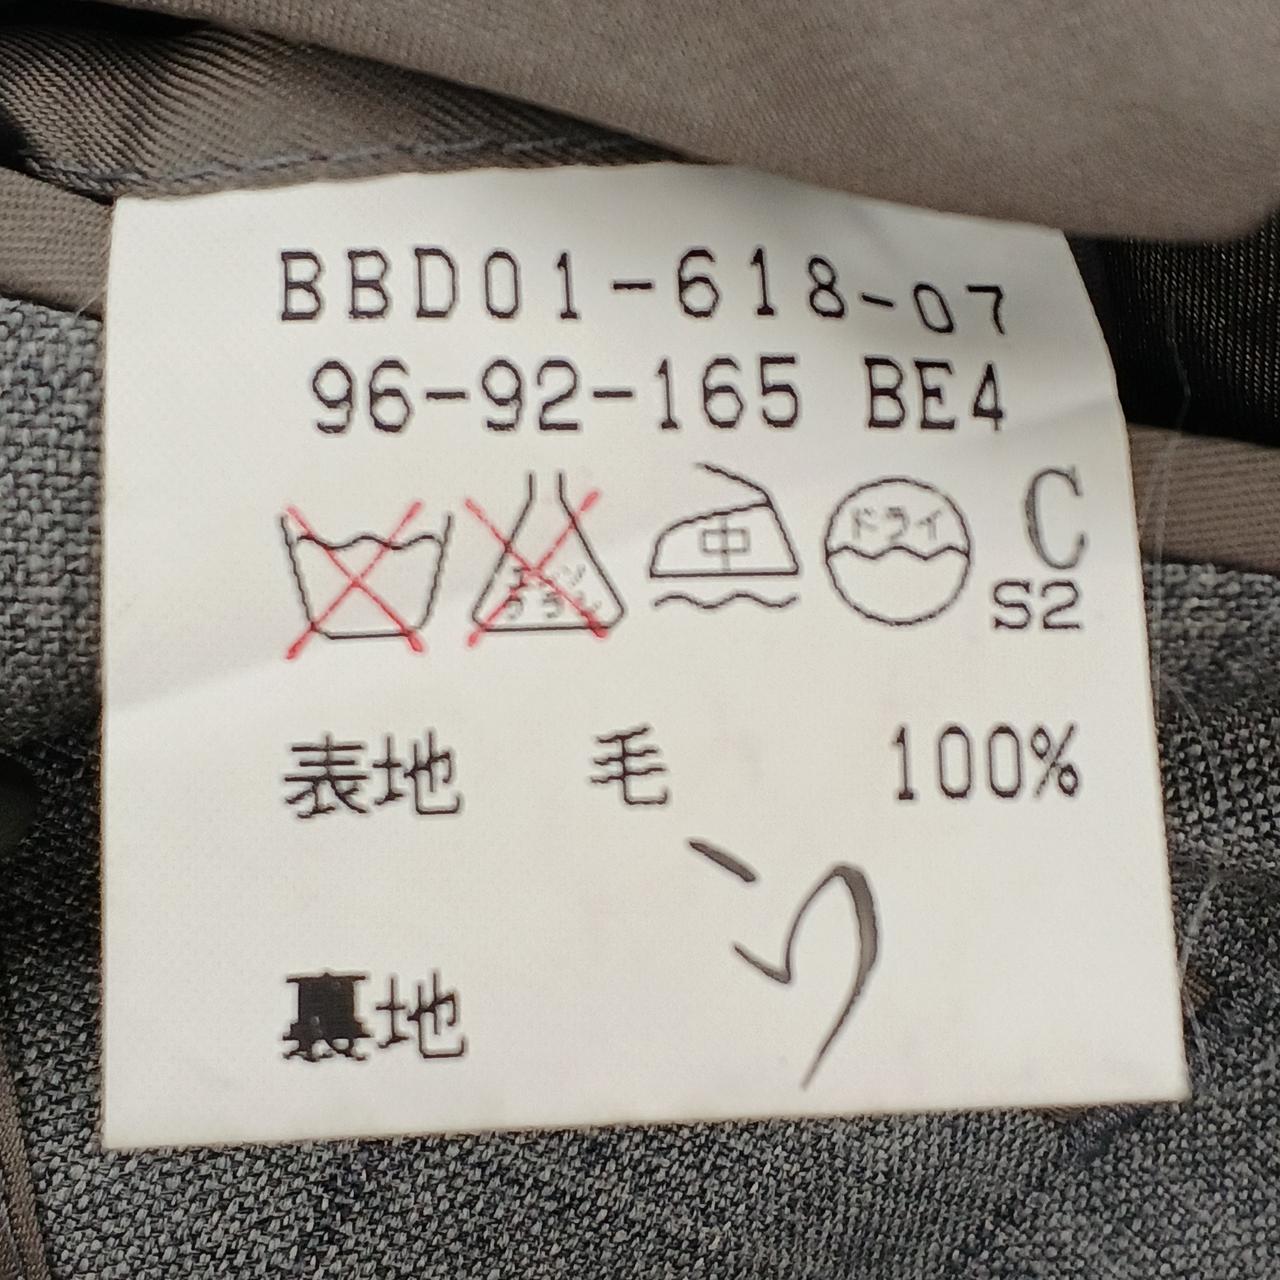 BBD01-618-07
96-92-165 BE4
中 ドライ C
S2
表地 毛 100%
裏地